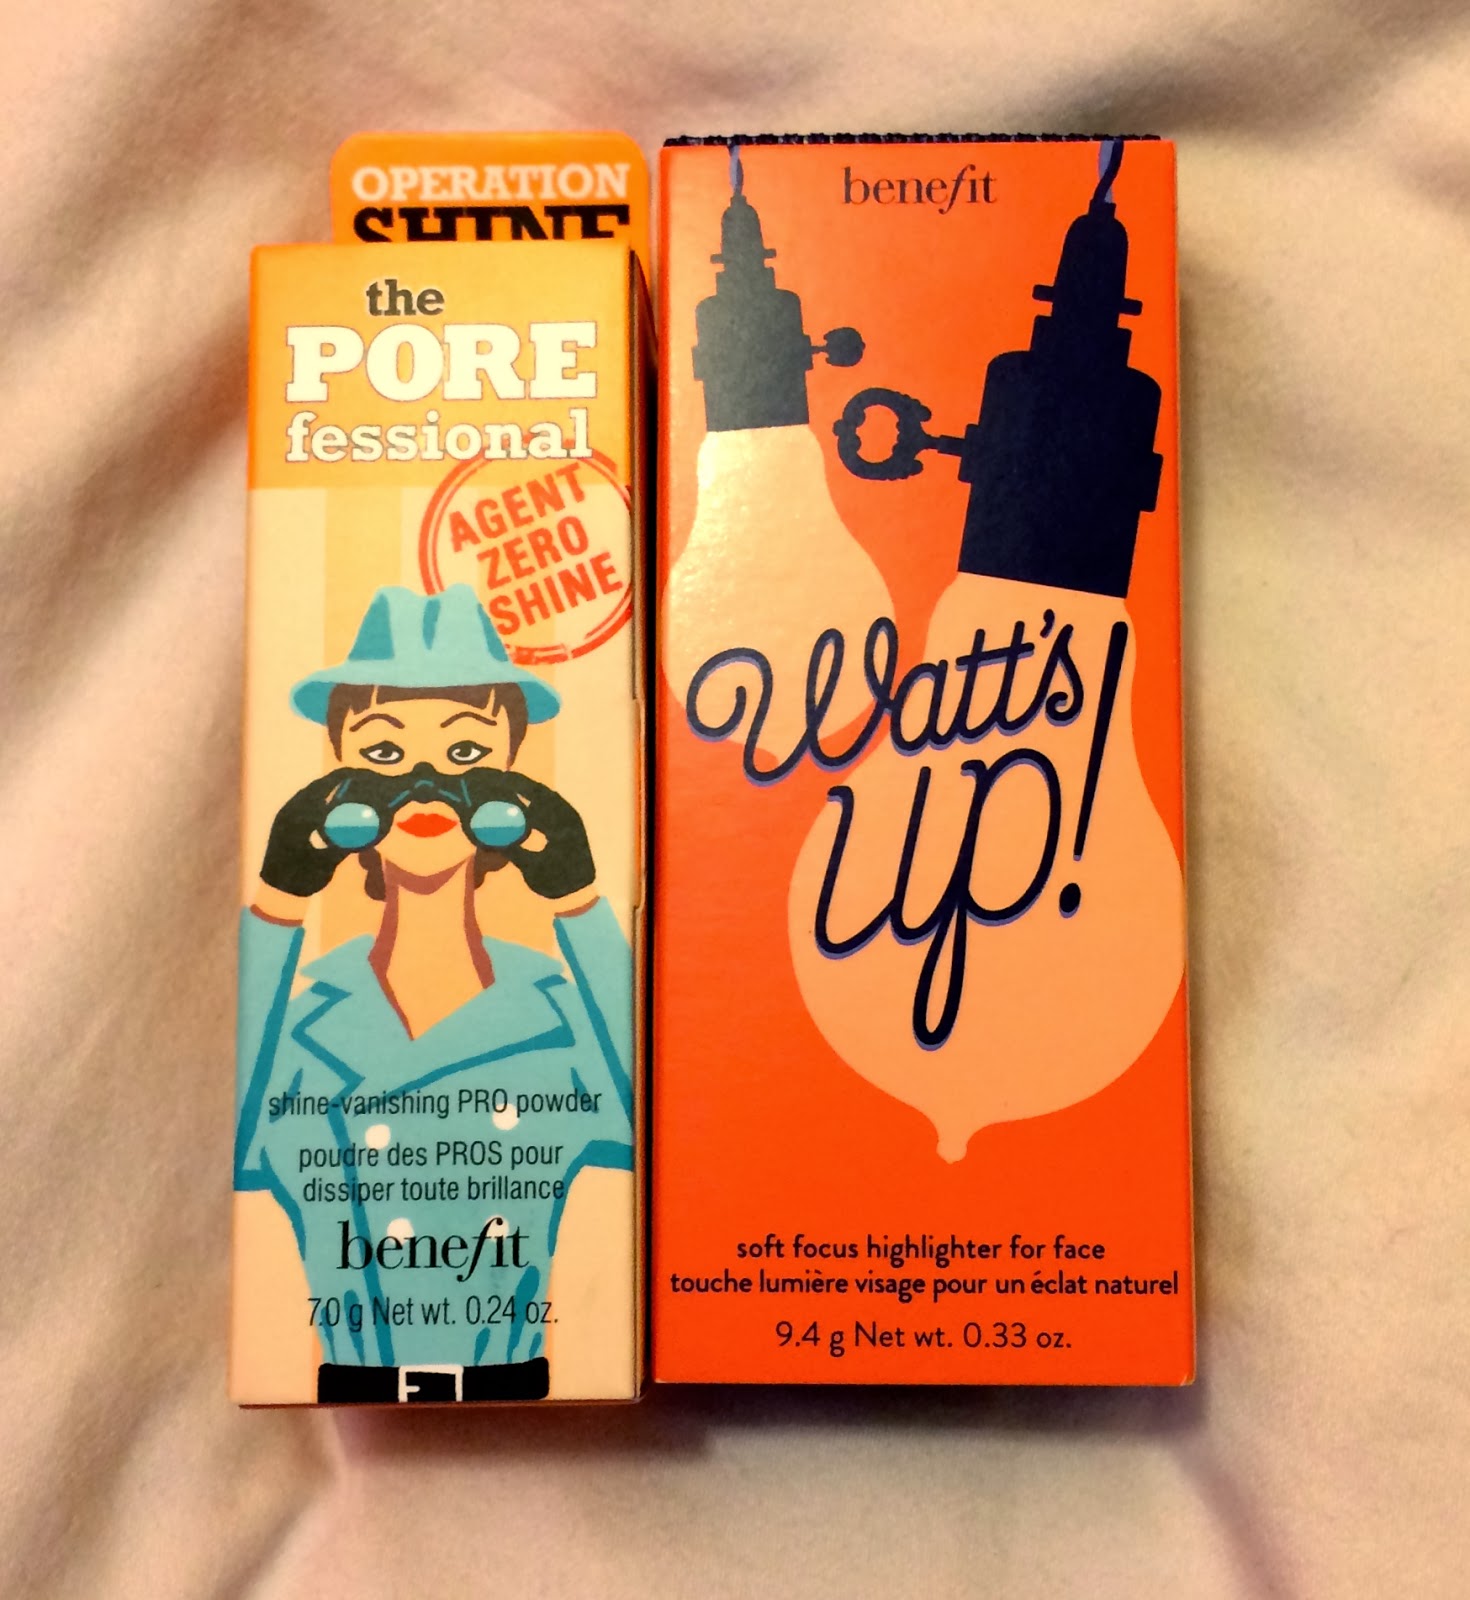 OPERATION
SHINE
the
PORE
fessional
AGENT
ZERO
SHINE
shine-vanishing PRO powder
poudre des PROS pour
dissiper toute brillance
benefit
7.0 g Net wt. 0.24 oz.
benefit
Watt's
up!
soft focus highlighter for face
touche lumière visage pour un éclat naturel
9.4 g Net wt. 0.33 oz.